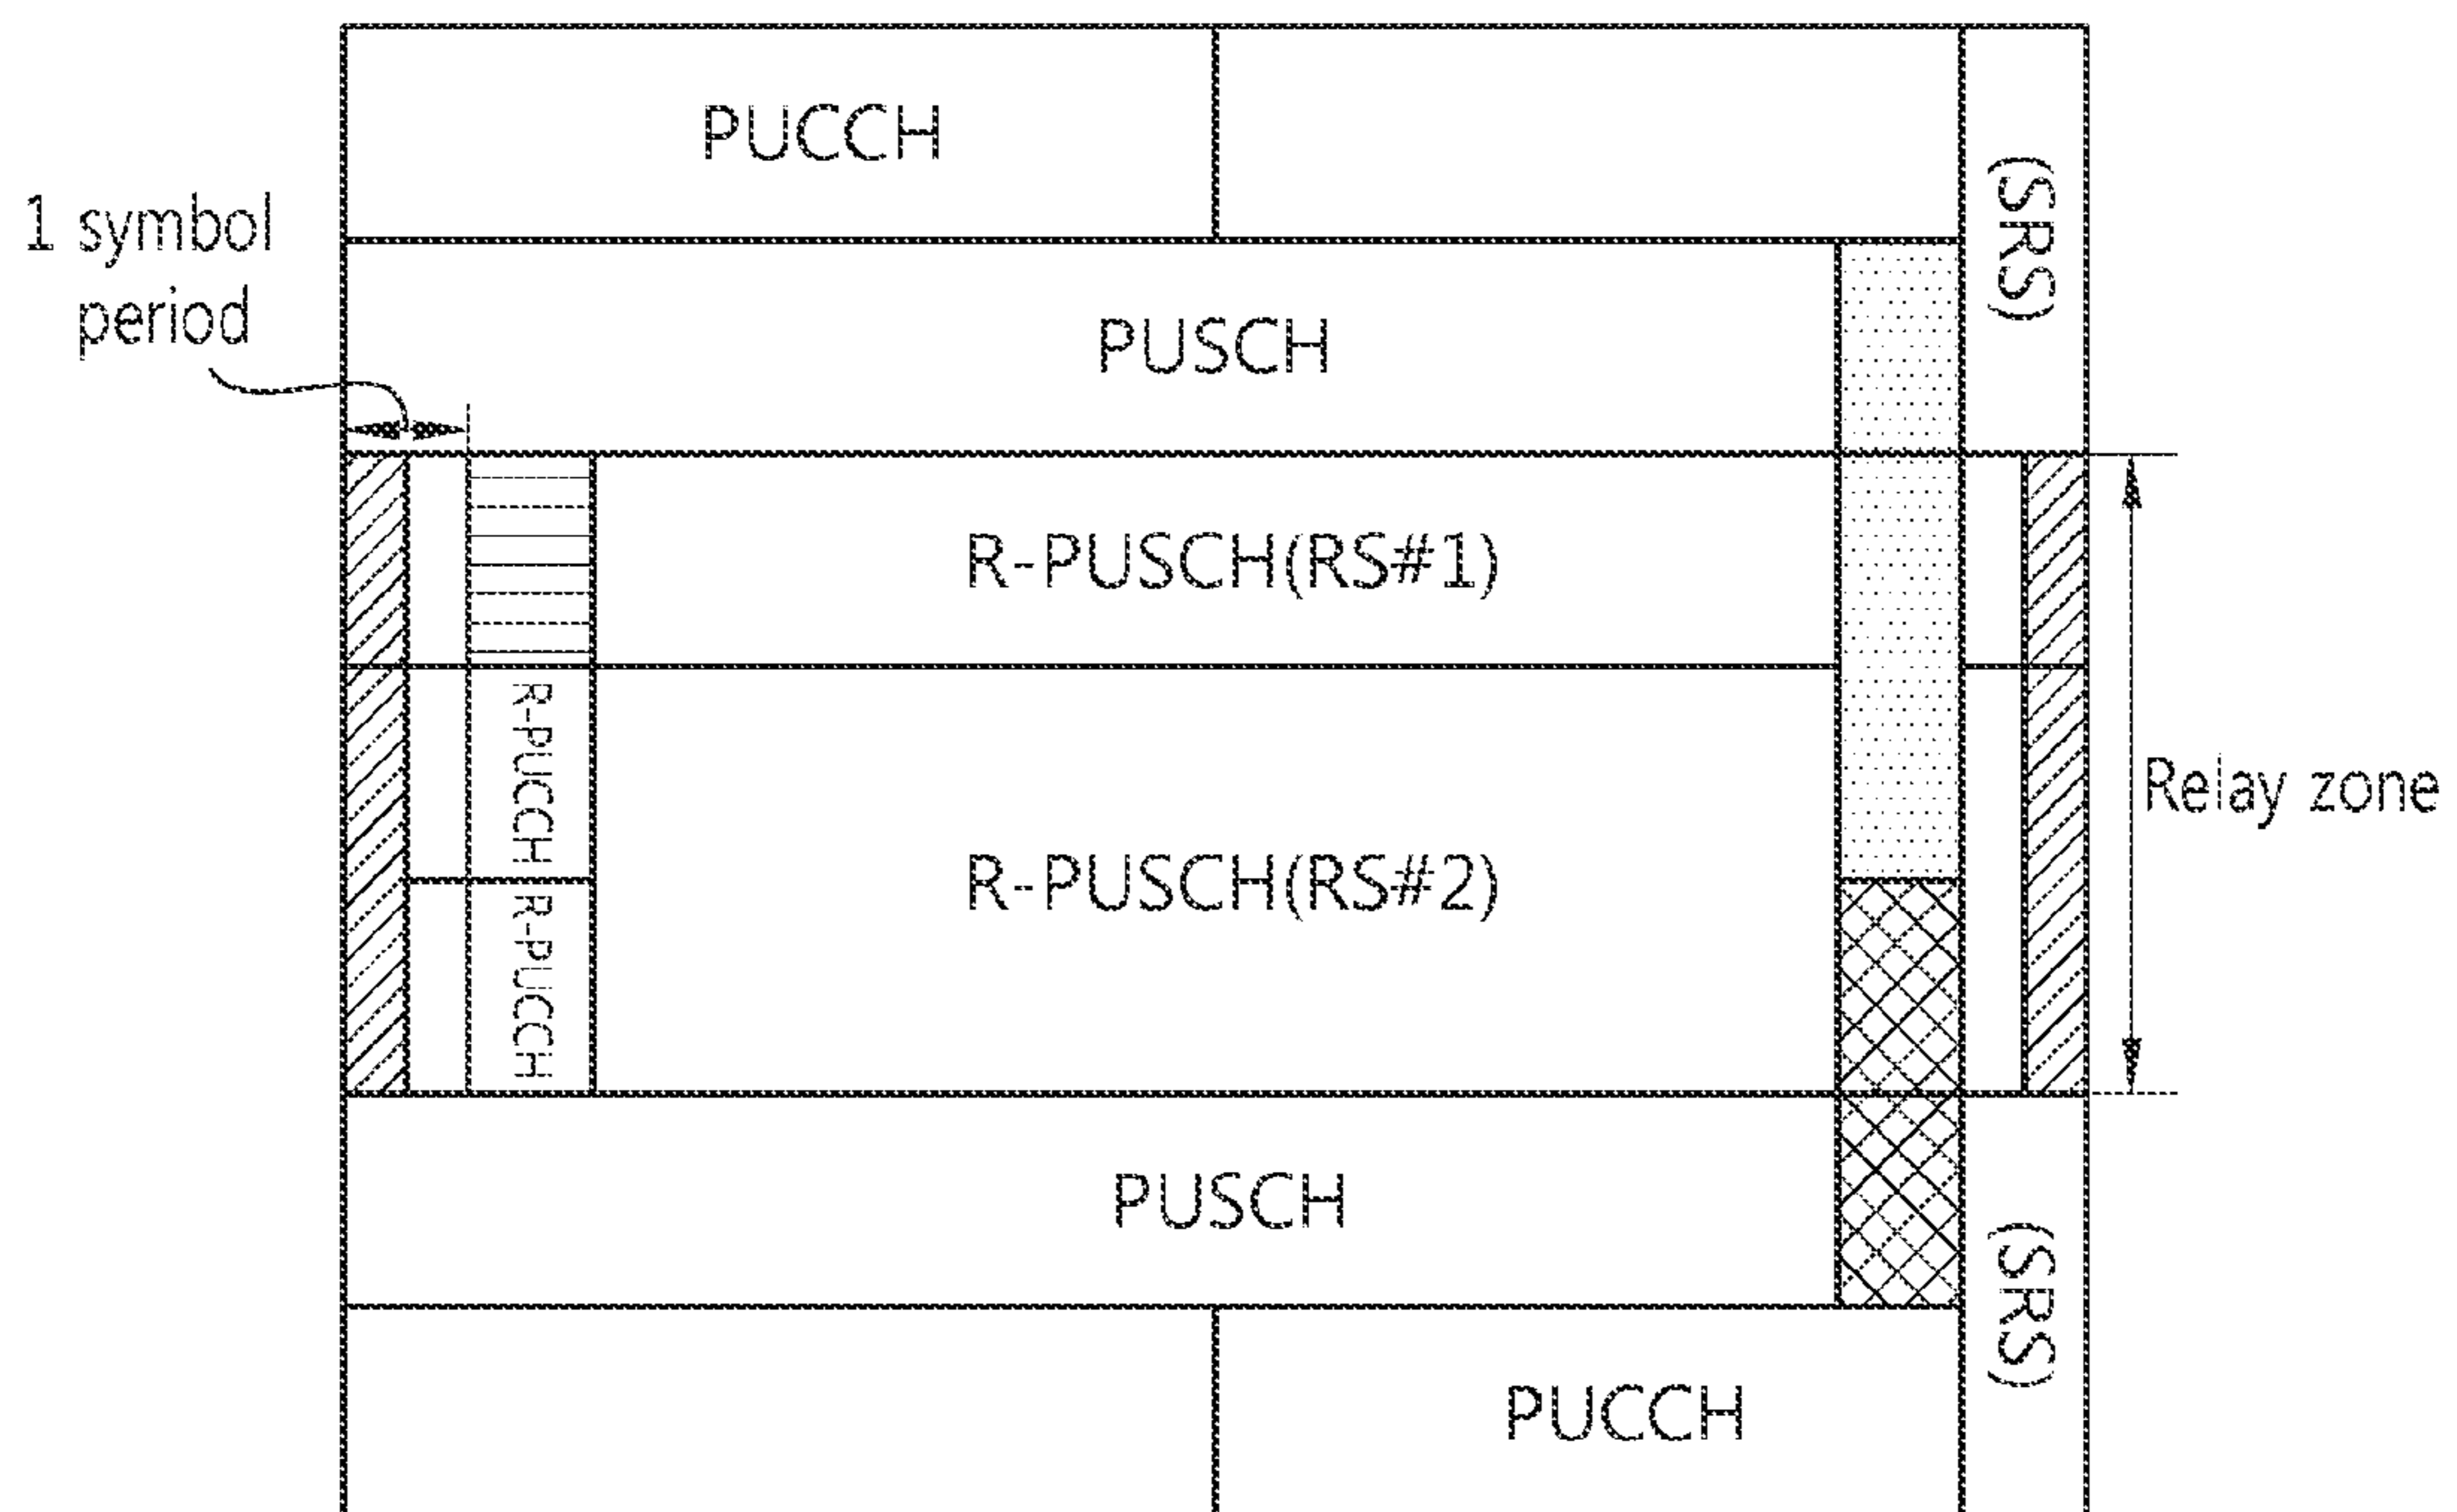 PUCCH
(SRS)
1 symbol
period
PUSCH
R-PUSCH(RS#1)
R-PUCCH
Relay zone
R-PUSCH(RS#2)
R-PUCCH
PUSCH
(SRS)
PUCCH